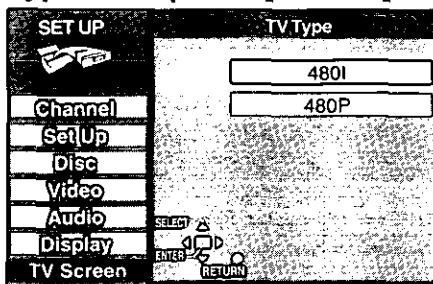 SET UP
TV Type
480I
480P
Channel
Set Up
Disc
Video
Audio
Display
TV Screen
SELECT
ENTER
RETURN